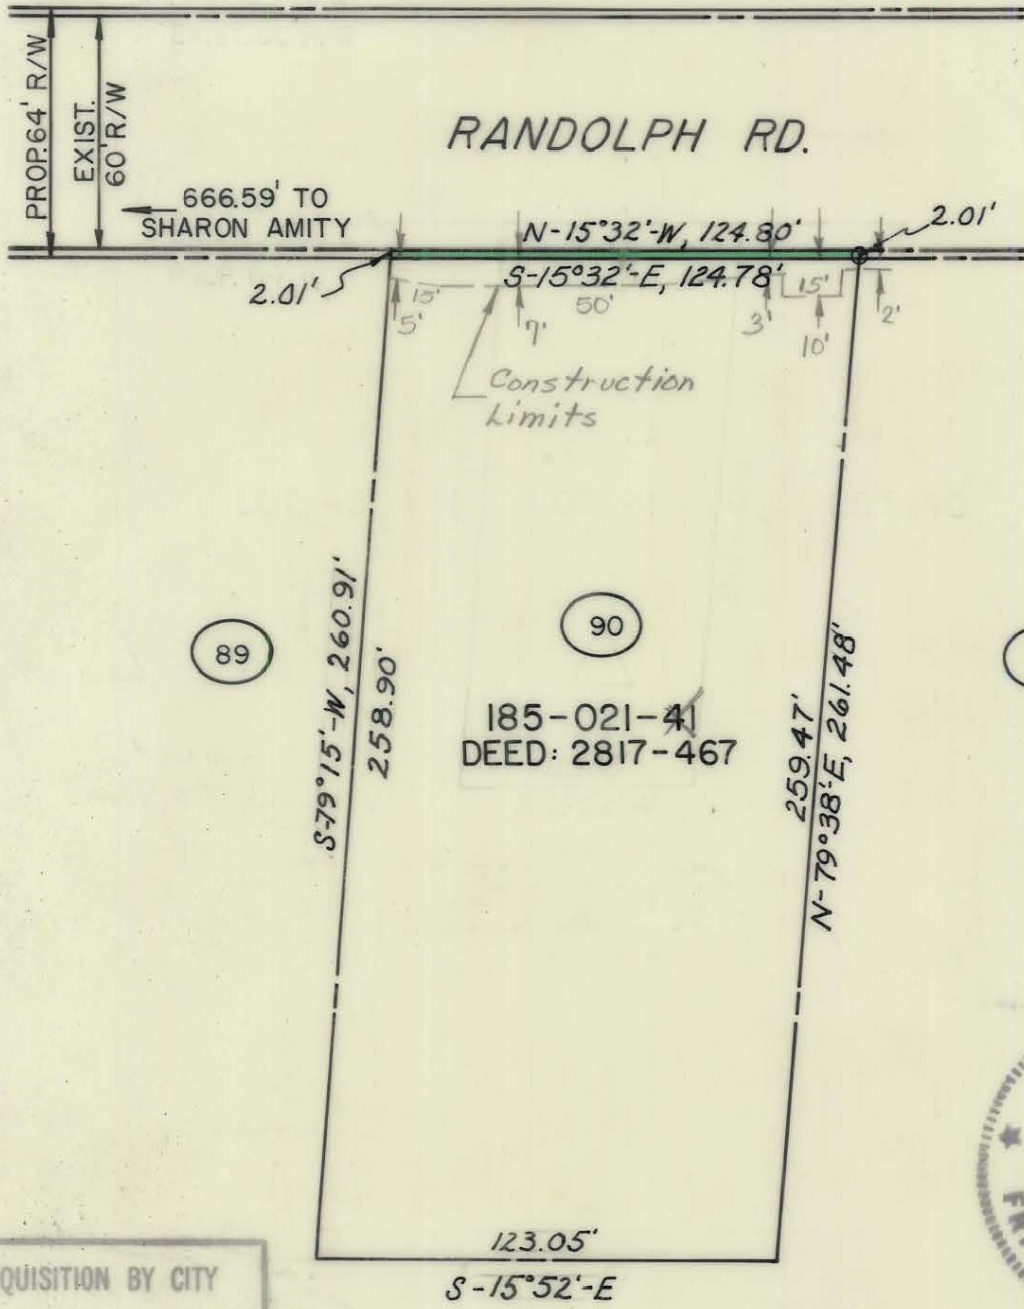 PROP. 64' R/W
EXIST.
60' R/W
RANDOLPH RD.
666.59' TO
SHARON AMITY
N-15°32'-W, 124.80'
2.01'
2.01'
S-15°32'-E, 124.78'
15'
50'
15'
5'
7'
3'
10'
2'
Construction
Limits
S-79°15'-W, 260.91'
258.90'
89
90
185-021-41
DEED: 2817-467
259.47'
N-79°38'-E, 261.48'
123.05'
S-15°52'-E
QUISITION BY CITY